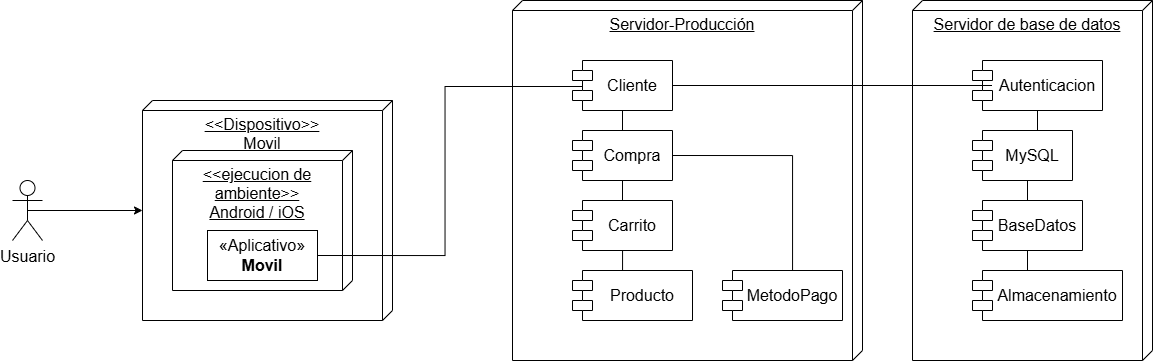 Usuario
<<Dispositivo>>
Movil
<<ejecucion de
ambiente>>
Android / iOS
«Aplicativo»
Movil
Servidor-Producción
Cliente
Compra
Carrito
Producto
MetodoPago
Servidor de base de datos
Autenticacion
MySQL
BaseDatos
Almacenamiento